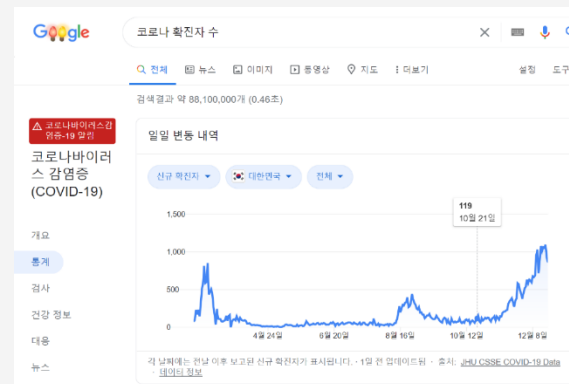 Google
코로나 확진자 수
전체 뉴스 이미지 동영상 지도 더보기 설정 도구
검색결과 약 88,100,000개 (0.46초)
코로나바이러스감염증-19 알림
코로나바이러스 감염증 (COVID-19)
개요
통계
검사
건강 정보
대응
뉴스
일일 변동 내역
신규 확진자 대한민국 전체
119
10월 21일
1,500
1,000
500
0
4월 24일 6월 20일 8월 16일 10월 12일 12월 8일
각 날짜에는 전날 이후 보고된 신규 확진자가 표시됩니다. · 1일 전 업데이트됨 · 출처: JHU CSSE COVID-19 Data
· 데이터 정보